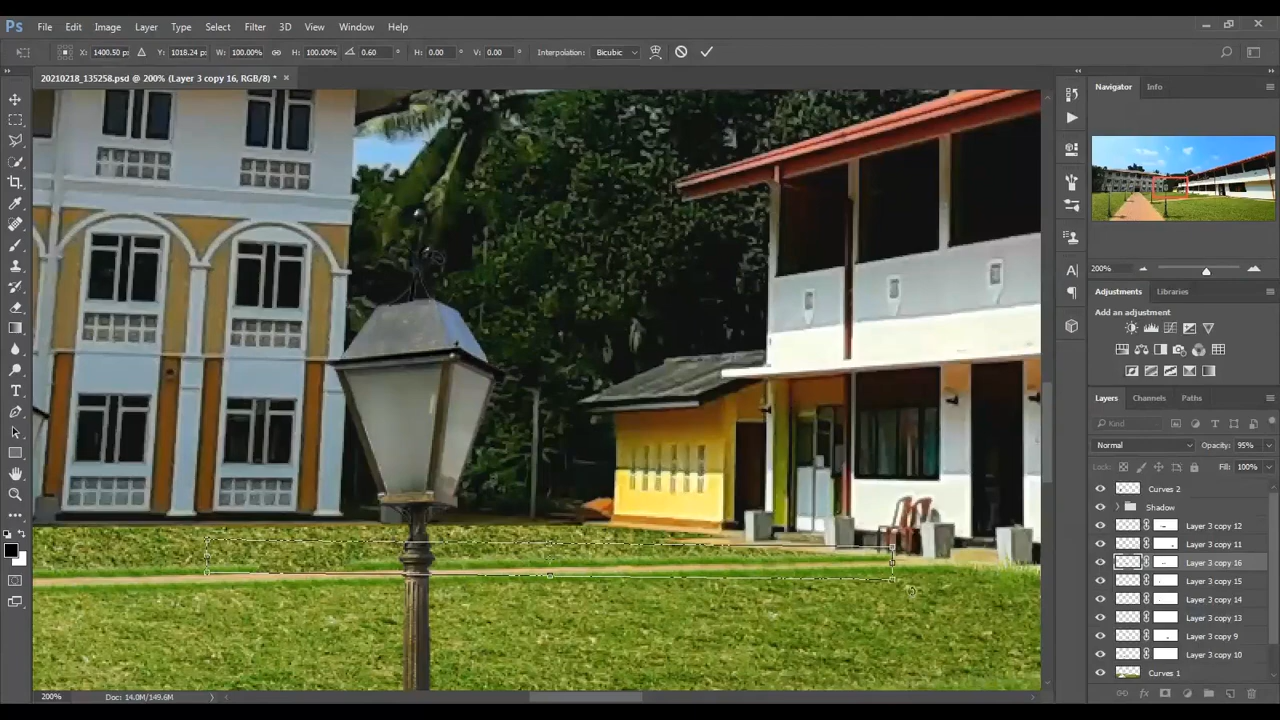 Ps File Edit Image Layer Type Select Filter 3D View Window Help
X: 1400.50 px Y: 1018.24 px W: 100.00% H: 100.00% 0.60 ° H: 0.00 ° V: 0.00 ° Interpolation: Bicubic
20210218_135258.psd @ 200% (Layer 3 copy 16, RGB/8) * ×
Navigator Info
200%
Adjustments Libraries
Add an adjustment
Layers Channels Paths
Kind
Normal Opacity: 95%
Lock: Fill: 100%
Curves 2
Shadow
Layer 3 copy 12
Layer 3 copy 11
Layer 3 copy 16
Layer 3 copy 15
Layer 3 copy 14
Layer 3 copy 13
Layer 3 copy 9
Layer 3 copy 10
Curves 1
200% Doc: 14.0M/149.6M